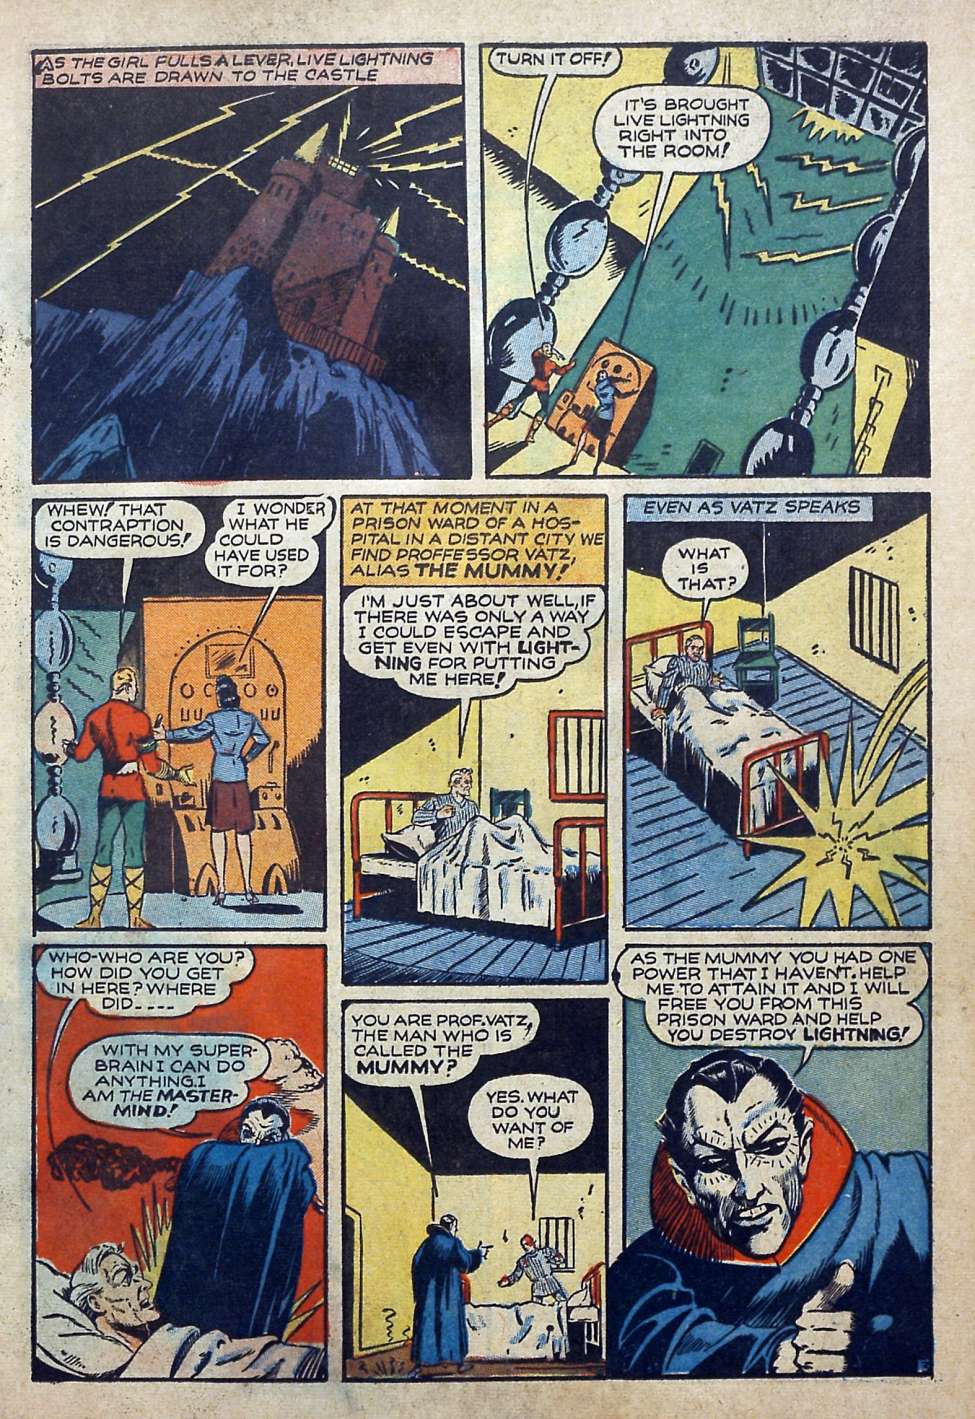 AS THE GIRL PULLS A LEVER, LIVE LIGHTNING
BOLTS ARE DRAWN TO THE CASTLE
TURN IT OFF!
IT'S BROUGHT
LIVE LIGHTNING
RIGHT INTO
THE ROOM!
WHEW! THAT
CONTRAPTION
IS DANGEROUS!
I WONDER
WHAT HE
COULD
HAVE USED
IT FOR?
AT THAT MOMENT IN A
PRISON WARD OF A HOS-
PITAL IN A DISTANT CITY WE
FIND PROFFESSOR VATZ,
ALIAS THE MUMMY!
I'M JUST ABOUT WELL, IF
THERE WAS ONLY A WAY
I COULD ESCAPE AND
GET EVEN WITH LIGHT-
NING FOR PUTTING
ME HERE!
EVEN AS VATZ SPEAKS
WHAT
IS
THAT?
WHO-WHO ARE YOU?
HOW DID YOU GET
IN HERE? WHERE
DID----
WITH MY SUPER-
BRAIN I CAN DO
ANYTHING. I
AM THE MASTER-
MIND!
YOU ARE PROF. VATZ,
THE MAN WHO IS
CALLED THE
MUMMY?
YES. WHAT
DO YOU
WANT OF
ME?
AS THE MUMMY YOU HAD ONE
POWER THAT I HAVEN'T. HELP
ME TO ATTAIN IT AND I WILL
FREE YOU FROM THIS
PRISON WARD AND HELP
YOU DESTROY LIGHTNING!